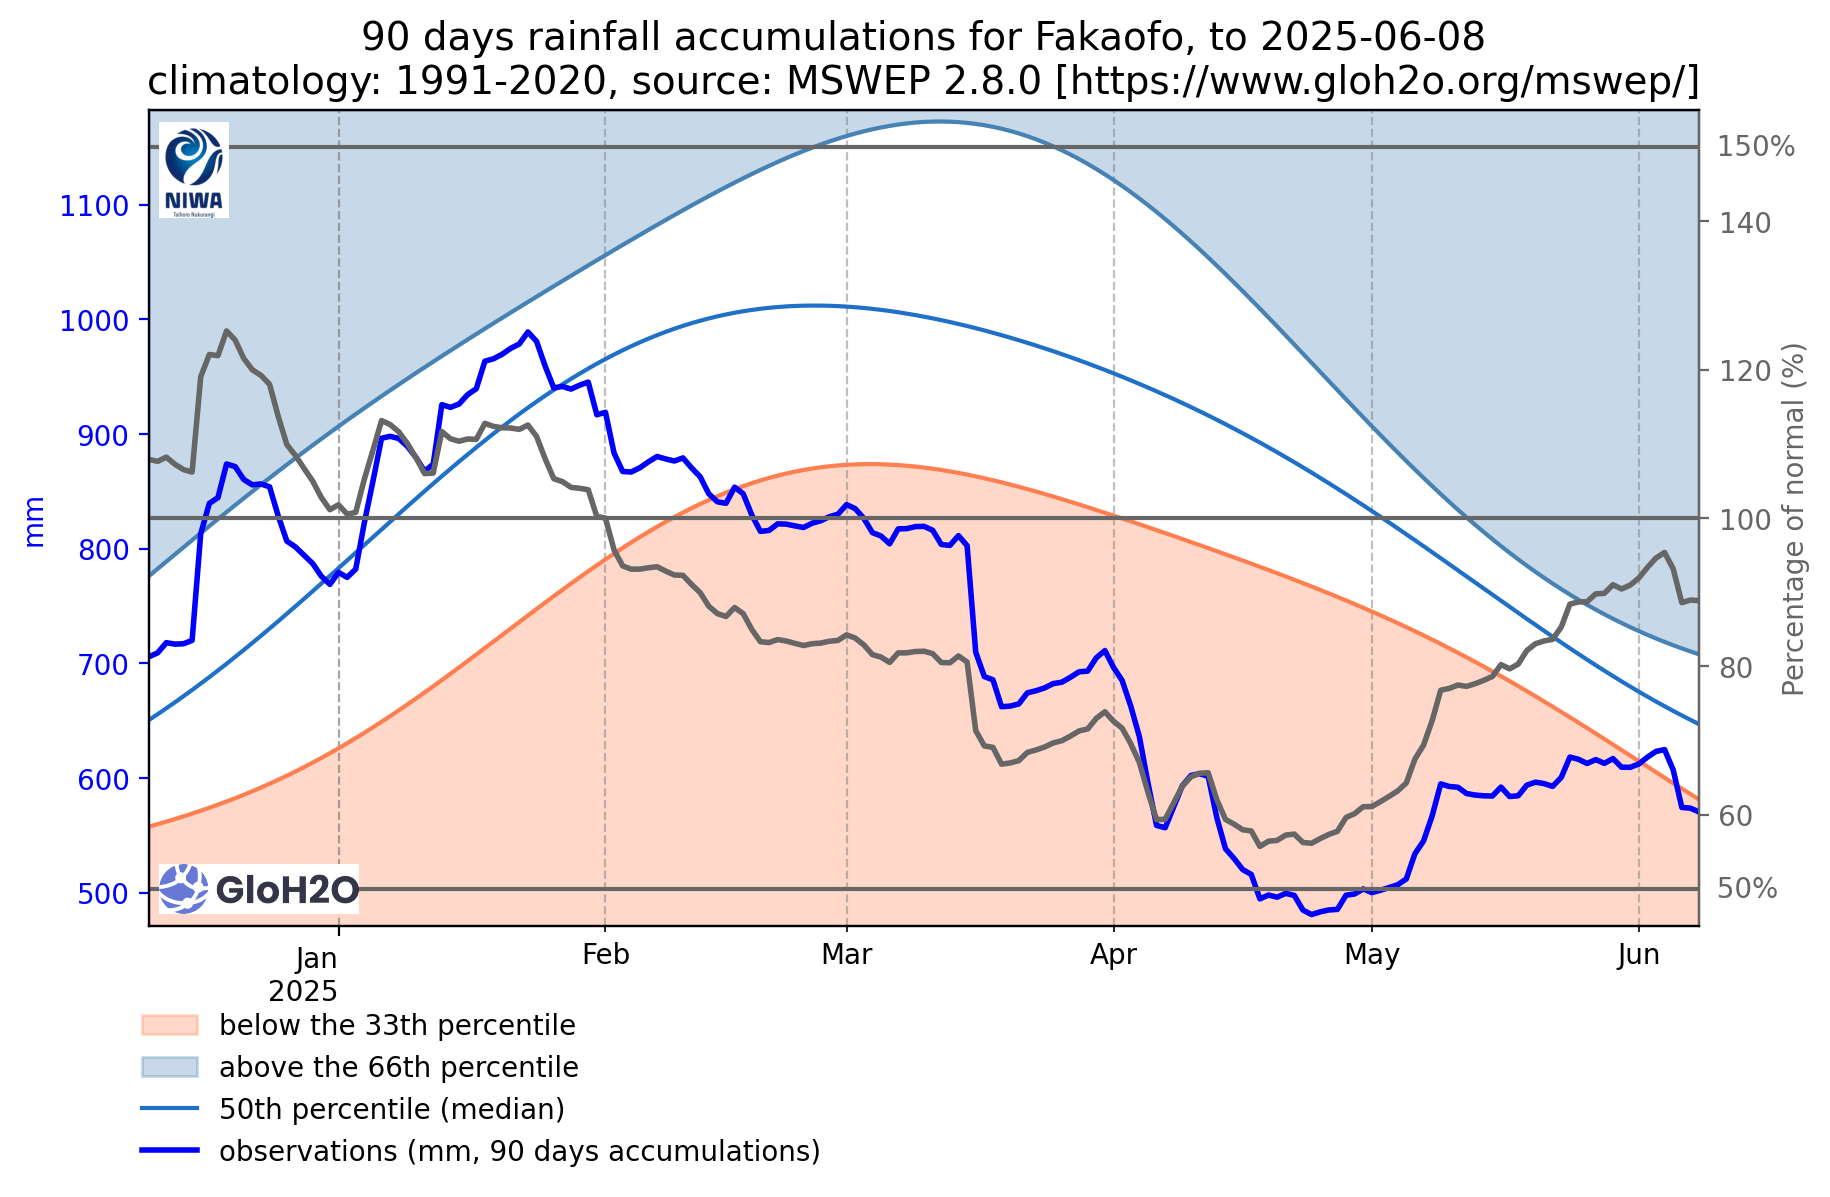 90 days rainfall accumulations for Fakaofo, to 2025-06-08
climatology: 1991-2020, source: MSWEP 2.8.0 [https://www.gloh2o.org/mswep/]
NIWA
Taihoro Nukurangi
1100
1000
900
800
700
600
500
mm
150%
140
120
100
80
60
50%
Percentage of normal (%)
GloH2O
Jan
2025
Feb
Mar
Apr
May
Jun
below the 33th percentile
above the 66th percentile
50th percentile (median)
observations (mm, 90 days accumulations)